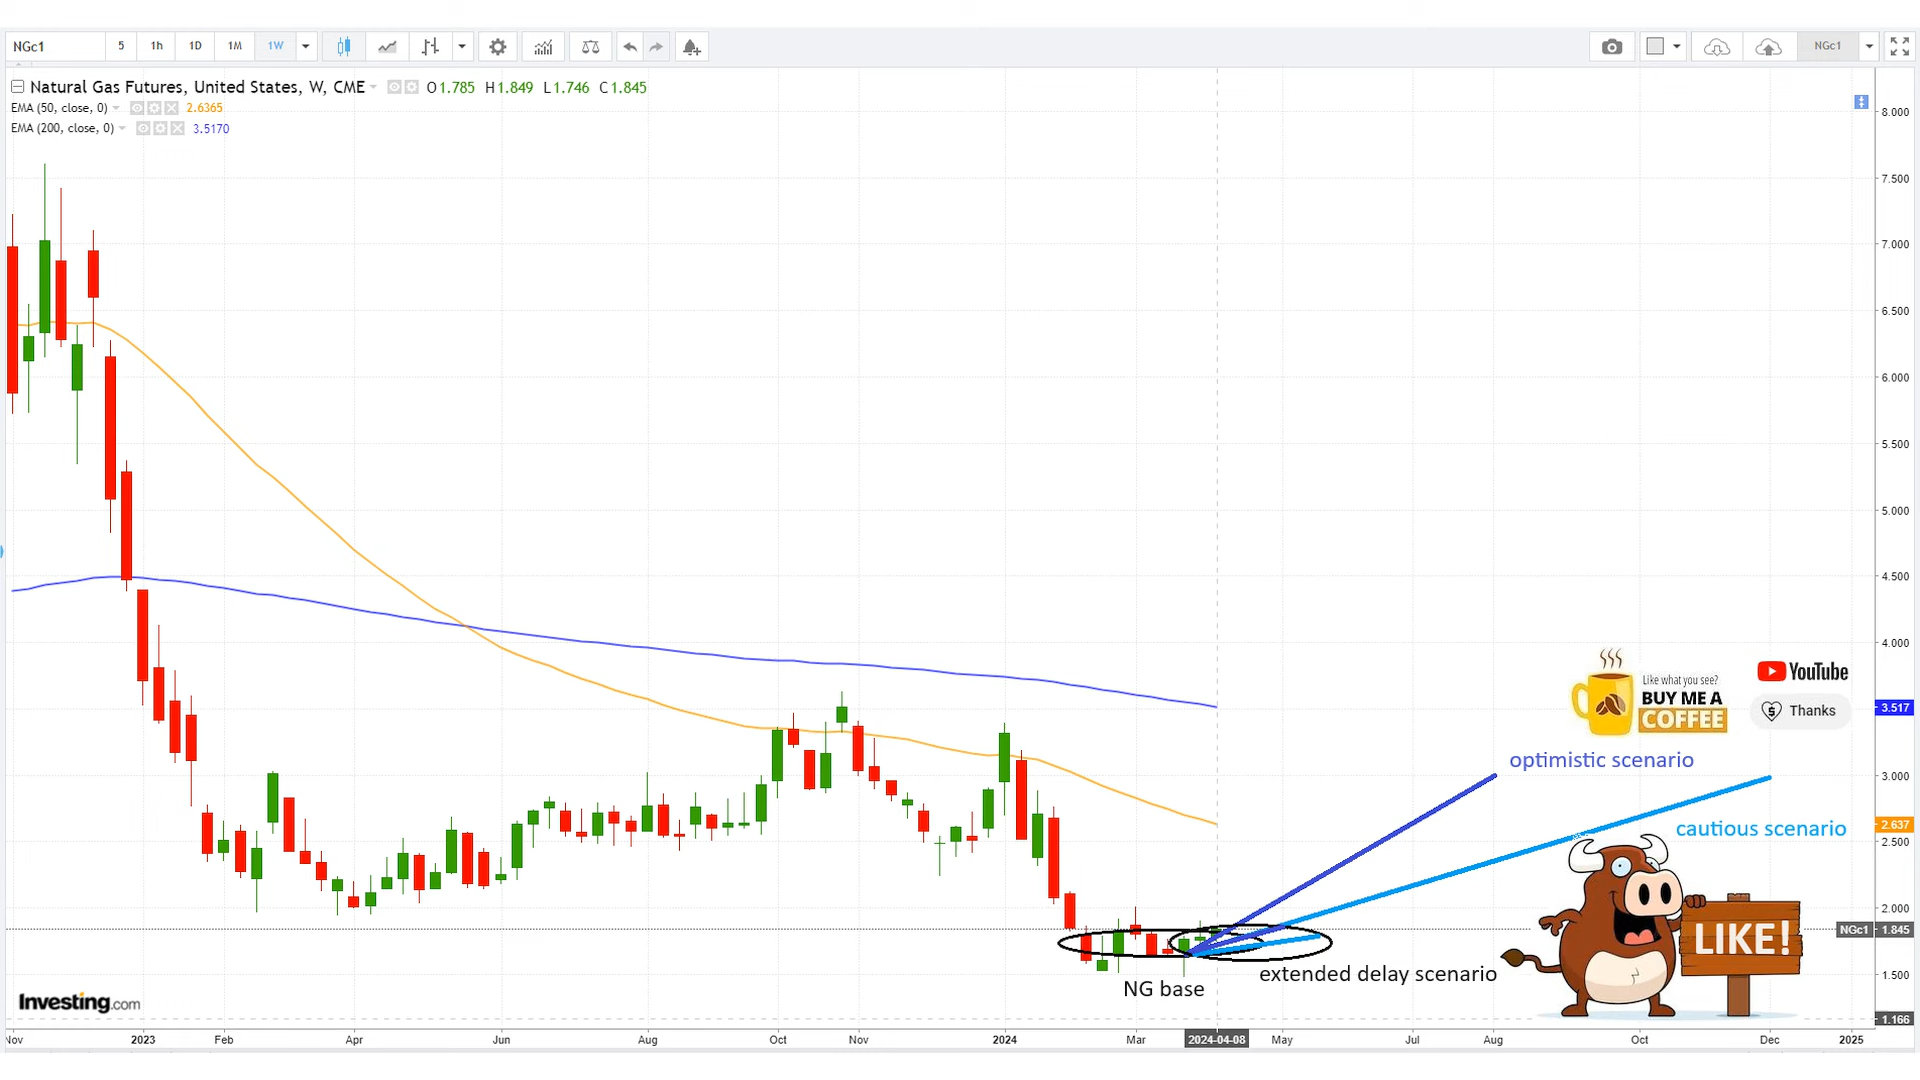 NGc1 5 1h 1D 1M 1W NGc1
Natural Gas Futures, United States, W, CME O1.785 H1.849 L1.746 C1.845
EMA (50, close, 0) 2.6365
EMA (200, close, 0) 3.5170
8.000
7.500
7.000
6.500
6.000
5.500
5.000
4.500
4.000
3.517
3.000
2.637
2.500
2.000
NGc1 1.845
1.500
1.166
Like what you see?
BUY ME A
COFFEE
YouTube
Thanks
optimistic scenario
cautious scenario
LIKE!
extended delay scenario
NG base
Investing.com
Nov 2023 Feb Apr Jun Aug Oct Nov 2024 Mar 2024-04-08 May Jul Aug Oct Dec 2025